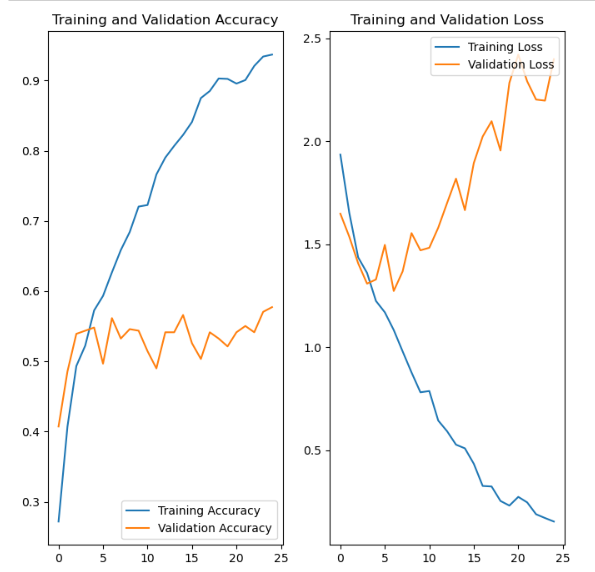 Training and Validation Accuracy
0.9
0.8
0.7
0.6
0.5
0.4
0.3
Training Accuracy
Validation Accuracy
0 5 10 15 20 25
Training and Validation Loss
2.5
2.0
1.5
1.0
0.5
Training Loss
Validation Loss
0 5 10 15 20 25